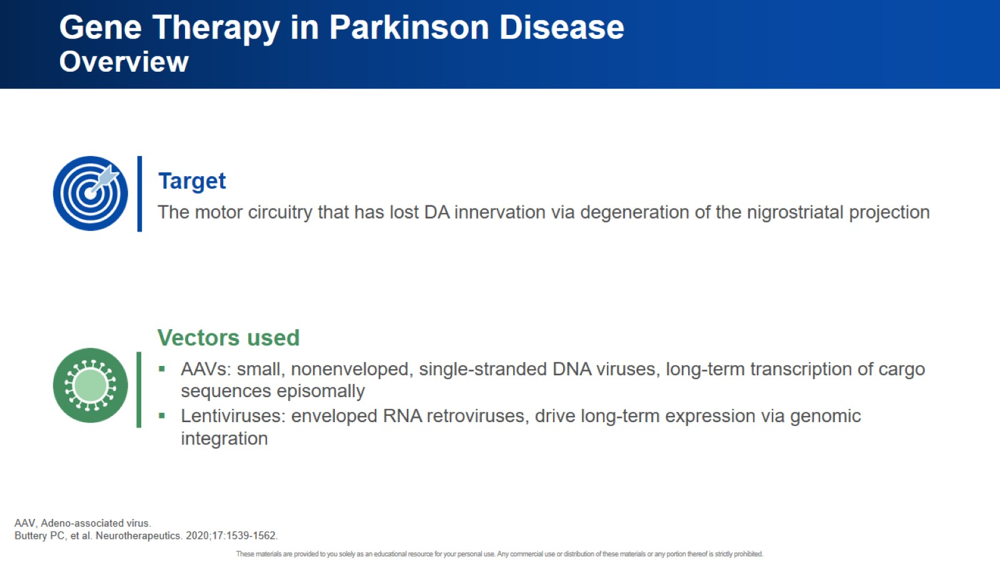 Gene Therapy in Parkinson Disease
Overview
Target
The motor circuitry that has lost DA innervation via degeneration of the nigrostriatal projection
Vectors used
▪ AAVs: small, nonenveloped, single-stranded DNA viruses, long-term transcription of cargo
sequences episomally
▪ Lentiviruses: enveloped RNA retroviruses, drive long-term expression via genomic
integration
AAV, Adeno-associated virus.
Buttery PC, et al. Neurotherapeutics. 2020;17:1539-1562.
These materials are provided to you solely as an educational resource for your personal use. Any commercial use or distribution of these materials or any portion thereof is strictly prohibited.